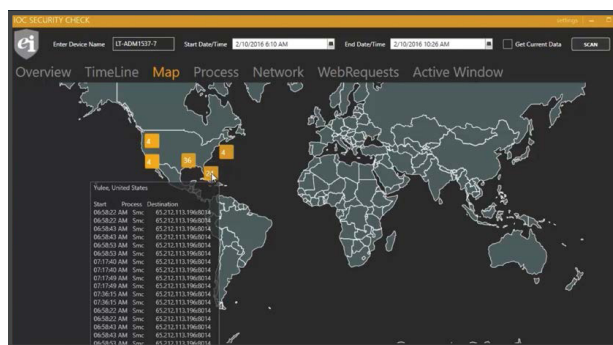 IOC SECURITY CHECK
settings
ei
Enter Device Name LT-ADM1537-7 Start Date/Time 2/10/2016 6:10 AM End Date/Time 2/10/2016 10:26 AM Get Current Data SCAN
Overview TimeLine Map Process Network WebRequests Active Window
4
4
36
4
24
Yulee, United States
Start Process Destination
06:58:22 AM Smc 65.212.113.196:8014
06:58:22 AM Smc 65.212.113.196:8014
06:58:43 AM Smc 65.212.113.196:8014
06:58:43 AM Smc 65.212.113.196:8014
06:58:53 AM Smc 65.212.113.196:8014
06:58:53 AM Smc 65.212.113.196:8014
07:17:40 AM Smc 65.212.113.196:8014
07:17:40 AM Smc 65.212.113.196:8014
07:17:49 AM Smc 65.212.113.196:8014
07:17:49 AM Smc 65.212.113.196:8014
07:36:15 AM Smc 65.212.113.196:8014
07:36:15 AM Smc 65.212.113.196:8014
06:58:22 AM Smc 65.212.113.196:8014
06:58:22 AM Smc 65.212.113.196:8014
06:58:43 AM Smc 65.212.113.196:8014
06:58:43 AM Smc 65.212.113.196:8014
06:58:53 AM Smc 65.212.113.196:8014